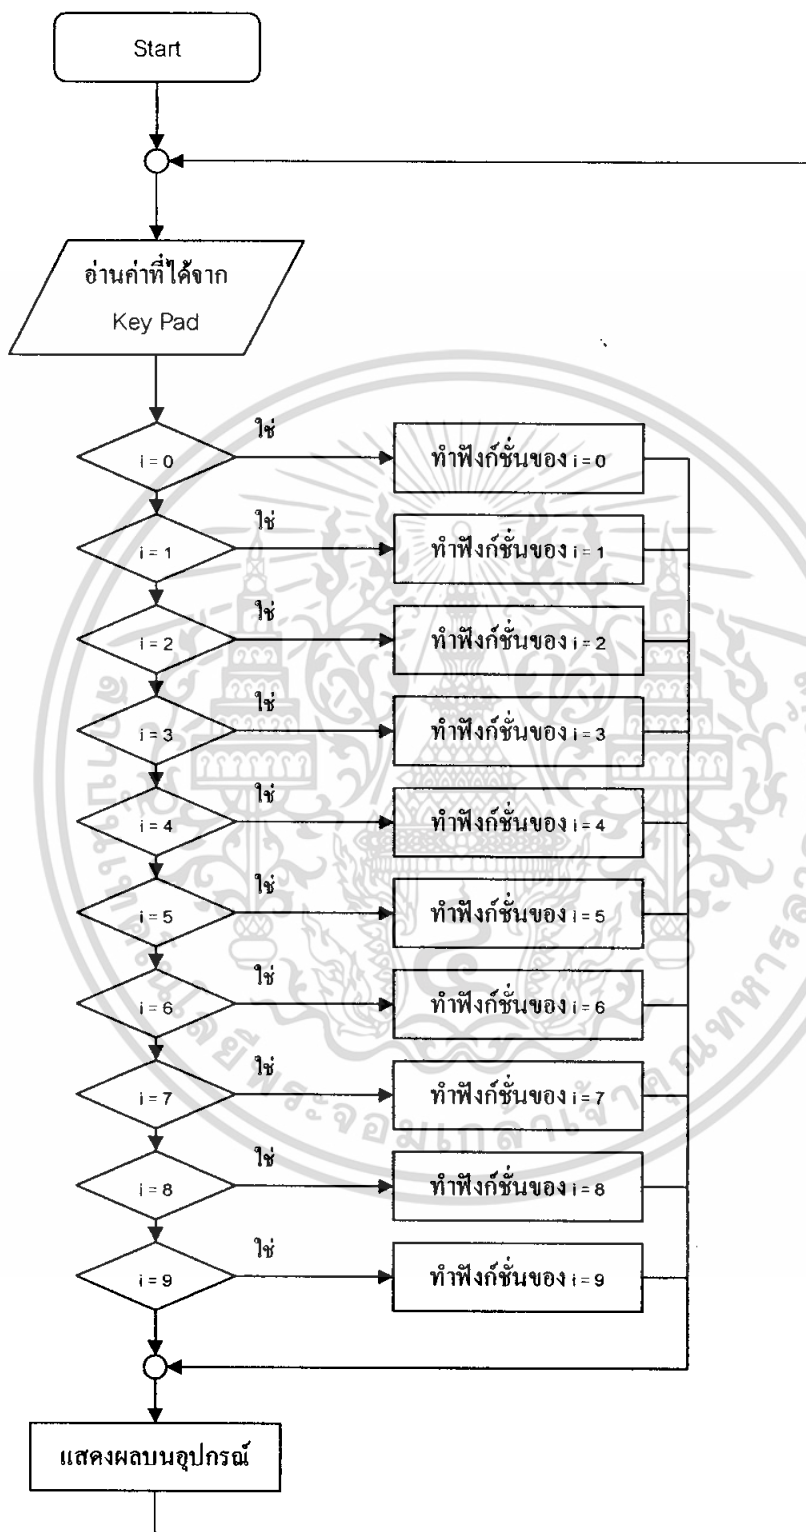 Start
อ่านค่าที่ได้จาก
Key Pad
ใช่
i = 0
ทำฟังก์ชั่นของ i = 0
ใช่
i = 1
ทำฟังก์ชั่นของ i = 1
ใช่
i = 2
ทำฟังก์ชั่นของ i = 2
ใช่
i = 3
ทำฟังก์ชั่นของ i = 3
ใช่
i = 4
ทำฟังก์ชั่นของ i = 4
ใช่
i = 5
ทำฟังก์ชั่นของ i = 5
ใช่
i = 6
ทำฟังก์ชั่นของ i = 6
ใช่
i = 7
ทำฟังก์ชั่นของ i = 7
ใช่
i = 8
ทำฟังก์ชั่นของ i = 8
ใช่
i = 9
ทำฟังก์ชั่นของ i = 9
แสดงผลบนอุปกรณ์